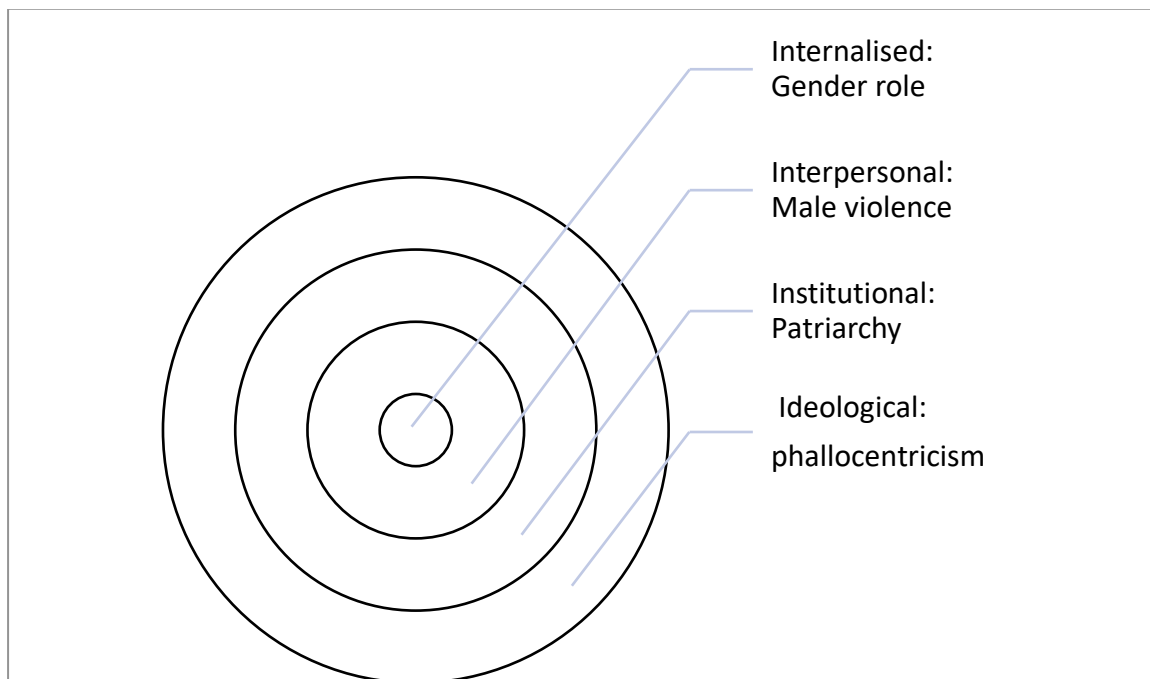 Internalised:
Gender role
Interpersonal:
Male violence
Institutional:
Patriarchy
Ideological:
phallocentricism